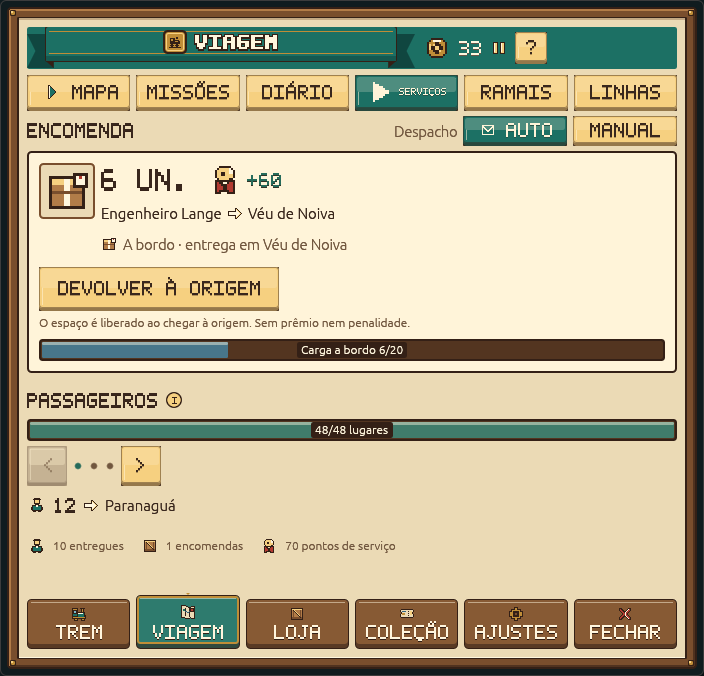 VIAGEM
33
?
MAPA
MISSÕES
DIÁRIO
SERVIÇOS
RAMAIS
LINHAS
ENCOMENDA
Despacho
AUTO
MANUAL
6 UN.
+60
Engenheiro Lange ⇨ Véu de Noiva
A bordo · entrega em Véu de Noiva
DEVOLVER À ORIGEM
O espaço é liberado ao chegar à origem. Sem prêmio nem penalidade.
Carga a bordo 6/20
PASSAGEIROS
48/48 lugares
12 ⇨ Paranaguá
10 entregues
1 encomendas
70 pontos de serviço
TREM
VIAGEM
LOJA
COLEÇÃO
AJUSTES
FECHAR